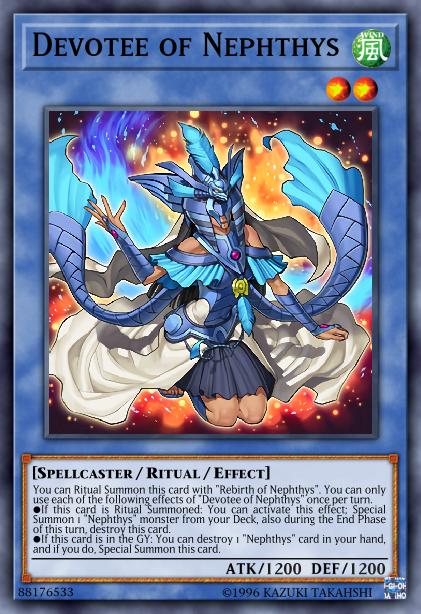 Devotee of Nephthys
WIND
風
[Spellcaster / Ritual / Effect]
You can Ritual Summon this card with "Rebirth of Nephthys". You can only
use each of the following effects of "Devotee of Nephthys" once per turn.
●If this card is Ritual Summoned: You can activate this effect; Special
Summon 1 "Nephthys" monster from your Deck, also during the End Phase
of this turn, destroy this card.
●If this card is in the GY: You can destroy 1 "Nephthys" card in your hand,
and if you do, Special Summon this card.
ATK/1200 DEF/1200
88176533
©1996 KAZUKI TAKAHSHI